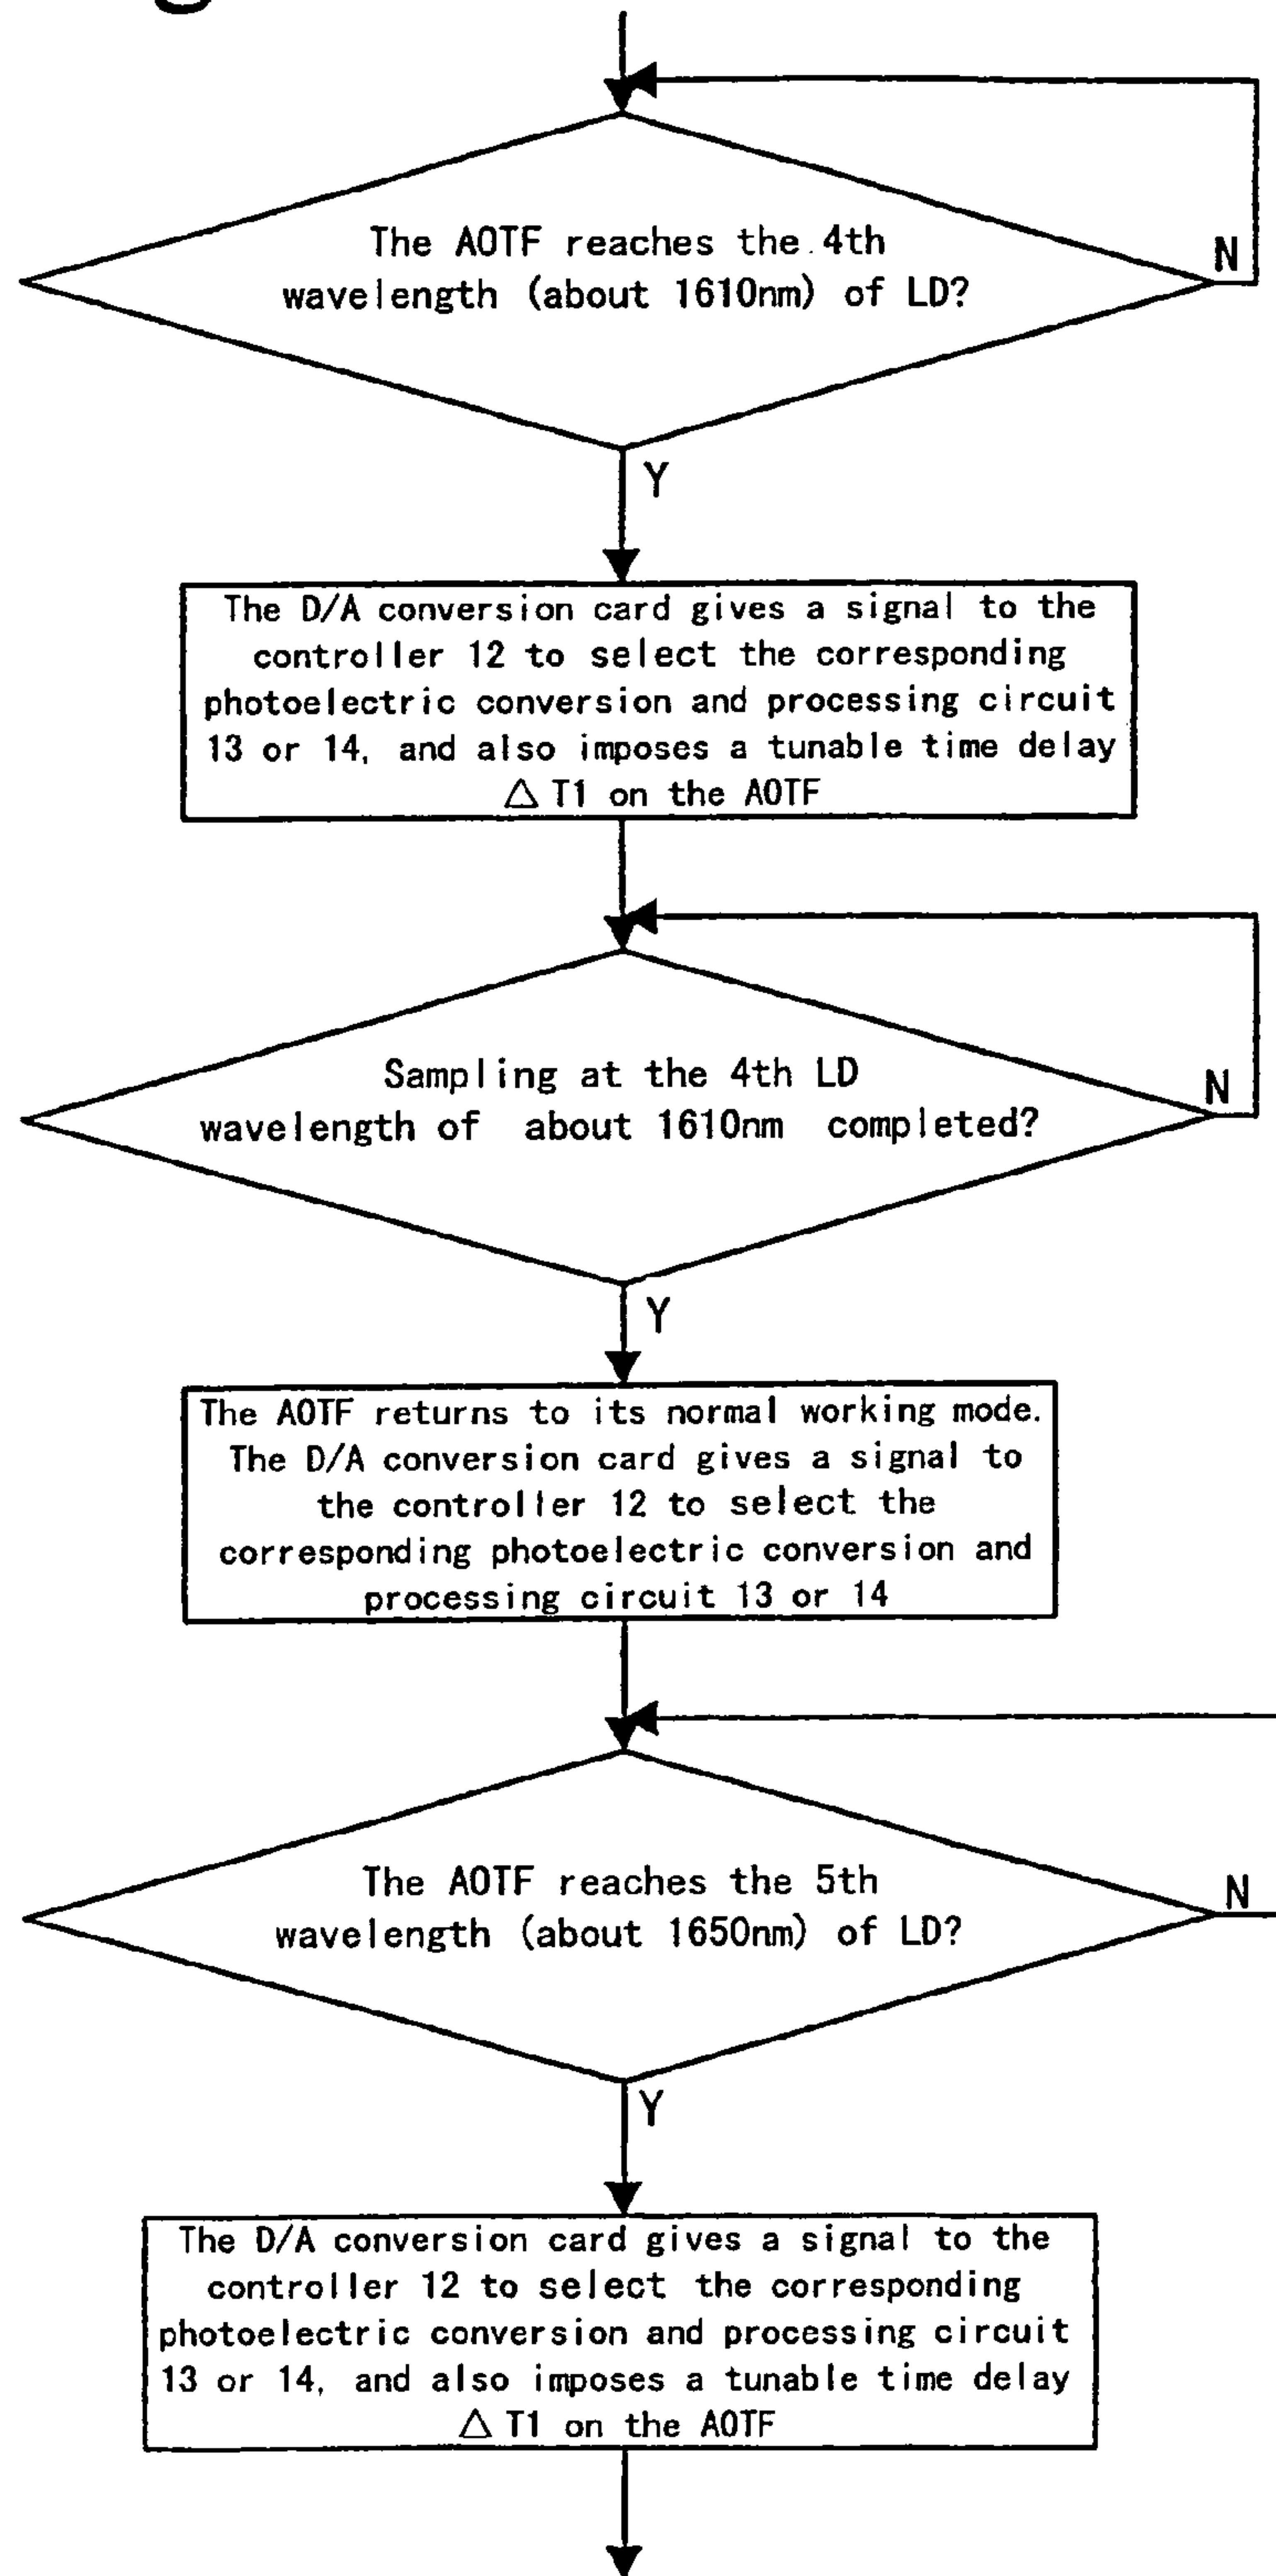 The AOTF reaches the 4th
wavelength (about 1610nm) of LD?
N
Y
The D/A conversion card gives a signal to the
controller 12 to select the corresponding
photoelectric conversion and processing circuit
13 or 14, and also imposes a tunable time delay
△ T1 on the AOTF
Sampling at the 4th LD
wavelength of about 1610nm completed?
N
Y
The AOTF returns to its normal working mode.
The D/A conversion card gives a signal to
the controller 12 to select the
corresponding photoelectric conversion and
processing circuit 13 or 14
The AOTF reaches the 5th
wavelength (about 1650nm) of LD?
N
Y
The D/A conversion card gives a signal to the
controller 12 to select the corresponding
photoelectric conversion and processing circuit
13 or 14, and also imposes a tunable time delay
△ T1 on the AOTF